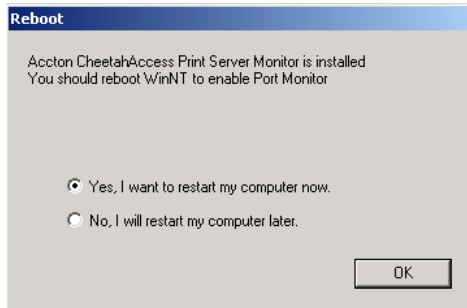 Reboot
Accton CheetahAccess Print Server Monitor is installed
You should reboot WinNT to enable Port Monitor
Yes, I want to restart my computer now.
No, I will restart my computer later.
OK